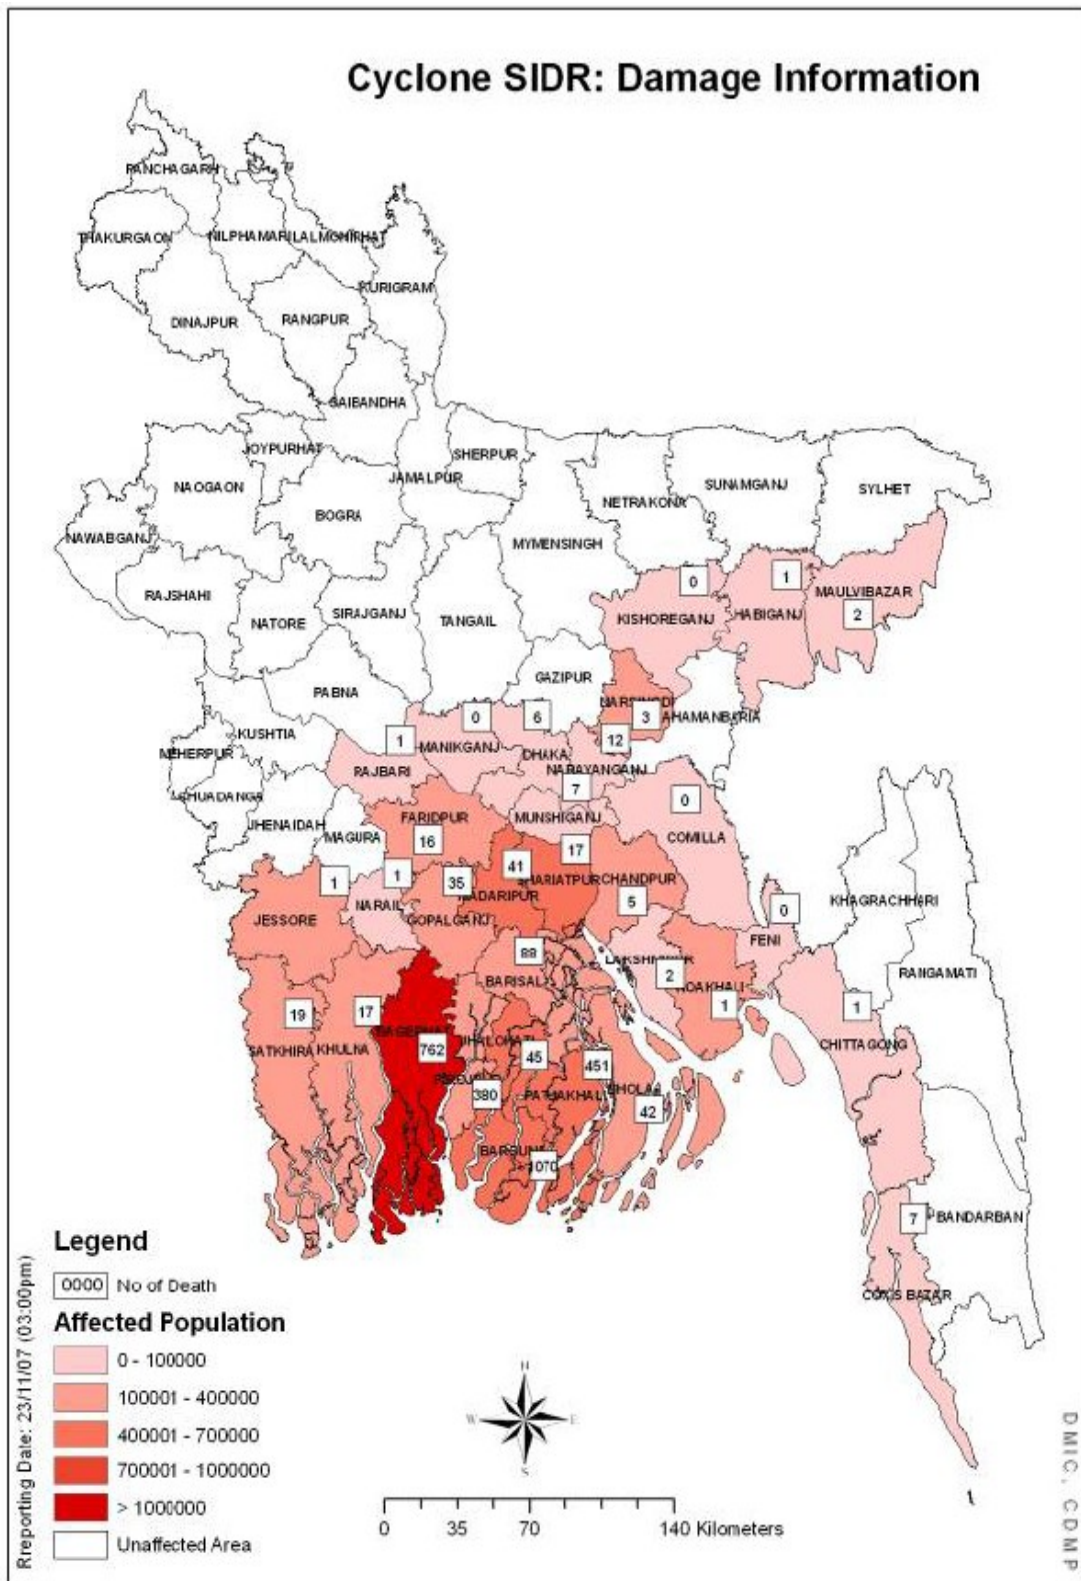 Cyclone SIDR: Damage Information
PANCHAGARH
THAKURGAON
NILPHAMARI
LALMONIRHAT
KURIGRAM
DINAJPUR
RANGPUR
GAIBANDHA
JOYPURHAT
SHERPUR
JAMALPUR
NAOGAON
BOGRA
NETRAKONA
SUNAMGANJ
SYLHET
NAWABGANJ
MYMENSINGH
RAJSHAHI
NATORE
SIRAJGANJ
TANGAIL
0
KISHOREGANJ
1
HABIGANJ
MAULVIBAZAR
2
PABNA
GAZIPUR
NARSINGDI
3
AHAMANBARIA
KUSHTIA
MEHERPUR
1
RAJBARI
0
MANIKGANJ
6
DHAKA
12
NARAYANGANJ
7
MUNSHIGANJ
0
COMILLA
CHUADANGA
JHENAIDAH
MAGURA
FARIDPUR
16
41
17
SHARIATPUR
CHANDPUR
5
1
JESSORE
1
NARAIL
35
MADARIPUR
GOPALGANJ
0
FENI
KHAGRACHHARI
RANGAMATI
88
BARISAL
2
NOAKHALI
1
1
CHITTAGONG
19
SATKHIRA
17
KHULNA
762
45
451
380
PATUAKHALI
BHOLA
42
BARGUNA
1070
7
BANDARBAN
COX'S BAZAR
Legend
0000 No of Death
Affected Population
0 - 100000
100001 - 400000
400001 - 700000
700001 - 1000000
> 1000000
Unaffected Area
N
W
E
S
0 35 70 140 Kilometers
Rreporting Date: 23/11/07 (03:00pm)
DMIC, CDMP